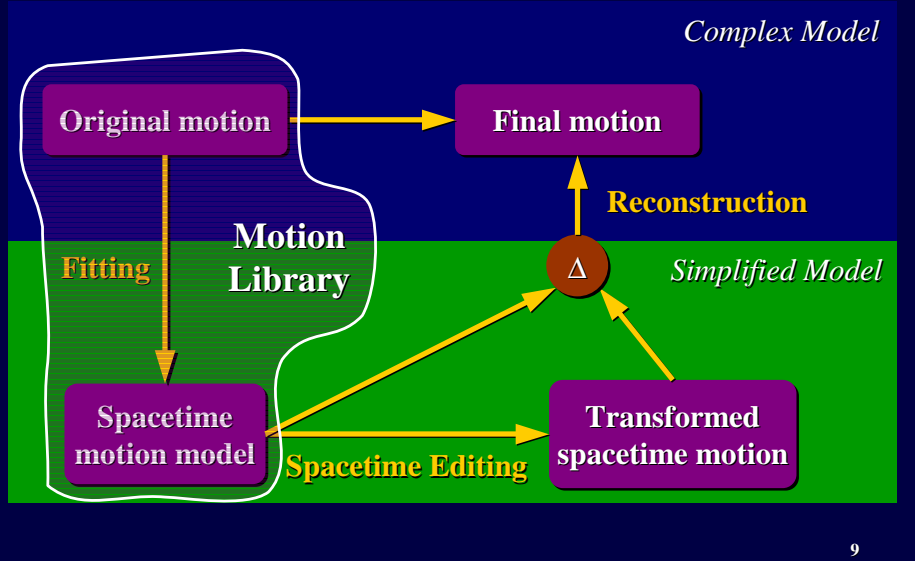 Complex Model
Original motion
Final motion
Reconstruction
Motion
Library
Fitting
Δ
Simplified Model
Spacetime
motion model
Spacetime Editing
Transformed
spacetime motion
9